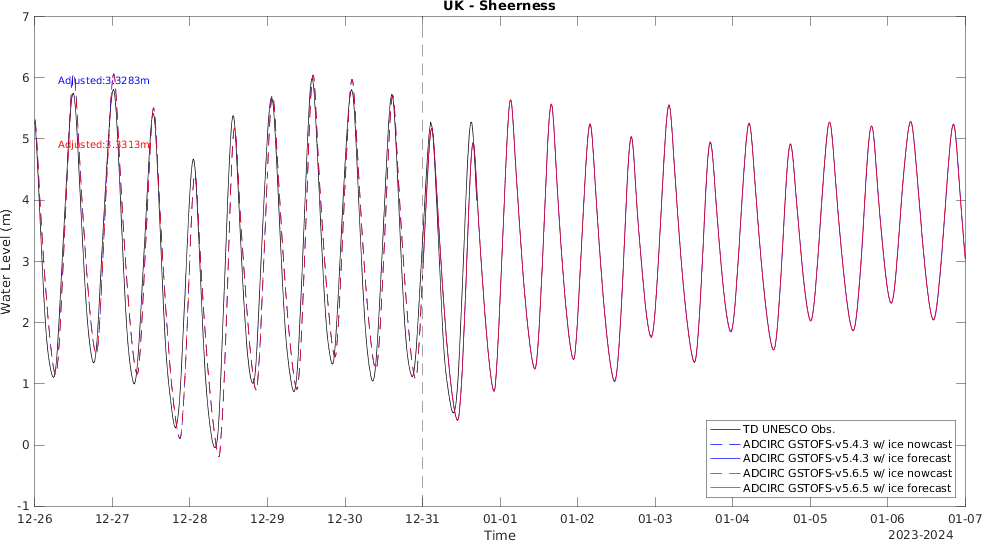 UK - Sheerness
7
6
5
4
3
2
1
0
-1
Water Level (m)
Adjusted:3.3283m
Adjusted:3.3313m
TD UNESCO Obs.
ADCIRC GSTOFS-v5.4.3 w/ ice nowcast
ADCIRC GSTOFS-v5.4.3 w/ ice forecast
ADCIRC GSTOFS-v5.6.5 w/ ice nowcast
ADCIRC GSTOFS-v5.6.5 w/ ice forecast
12-26 12-27 12-28 12-29 12-30 12-31 01-01 01-02 01-03 01-04 01-05 01-06 01-07
Time
2023-2024